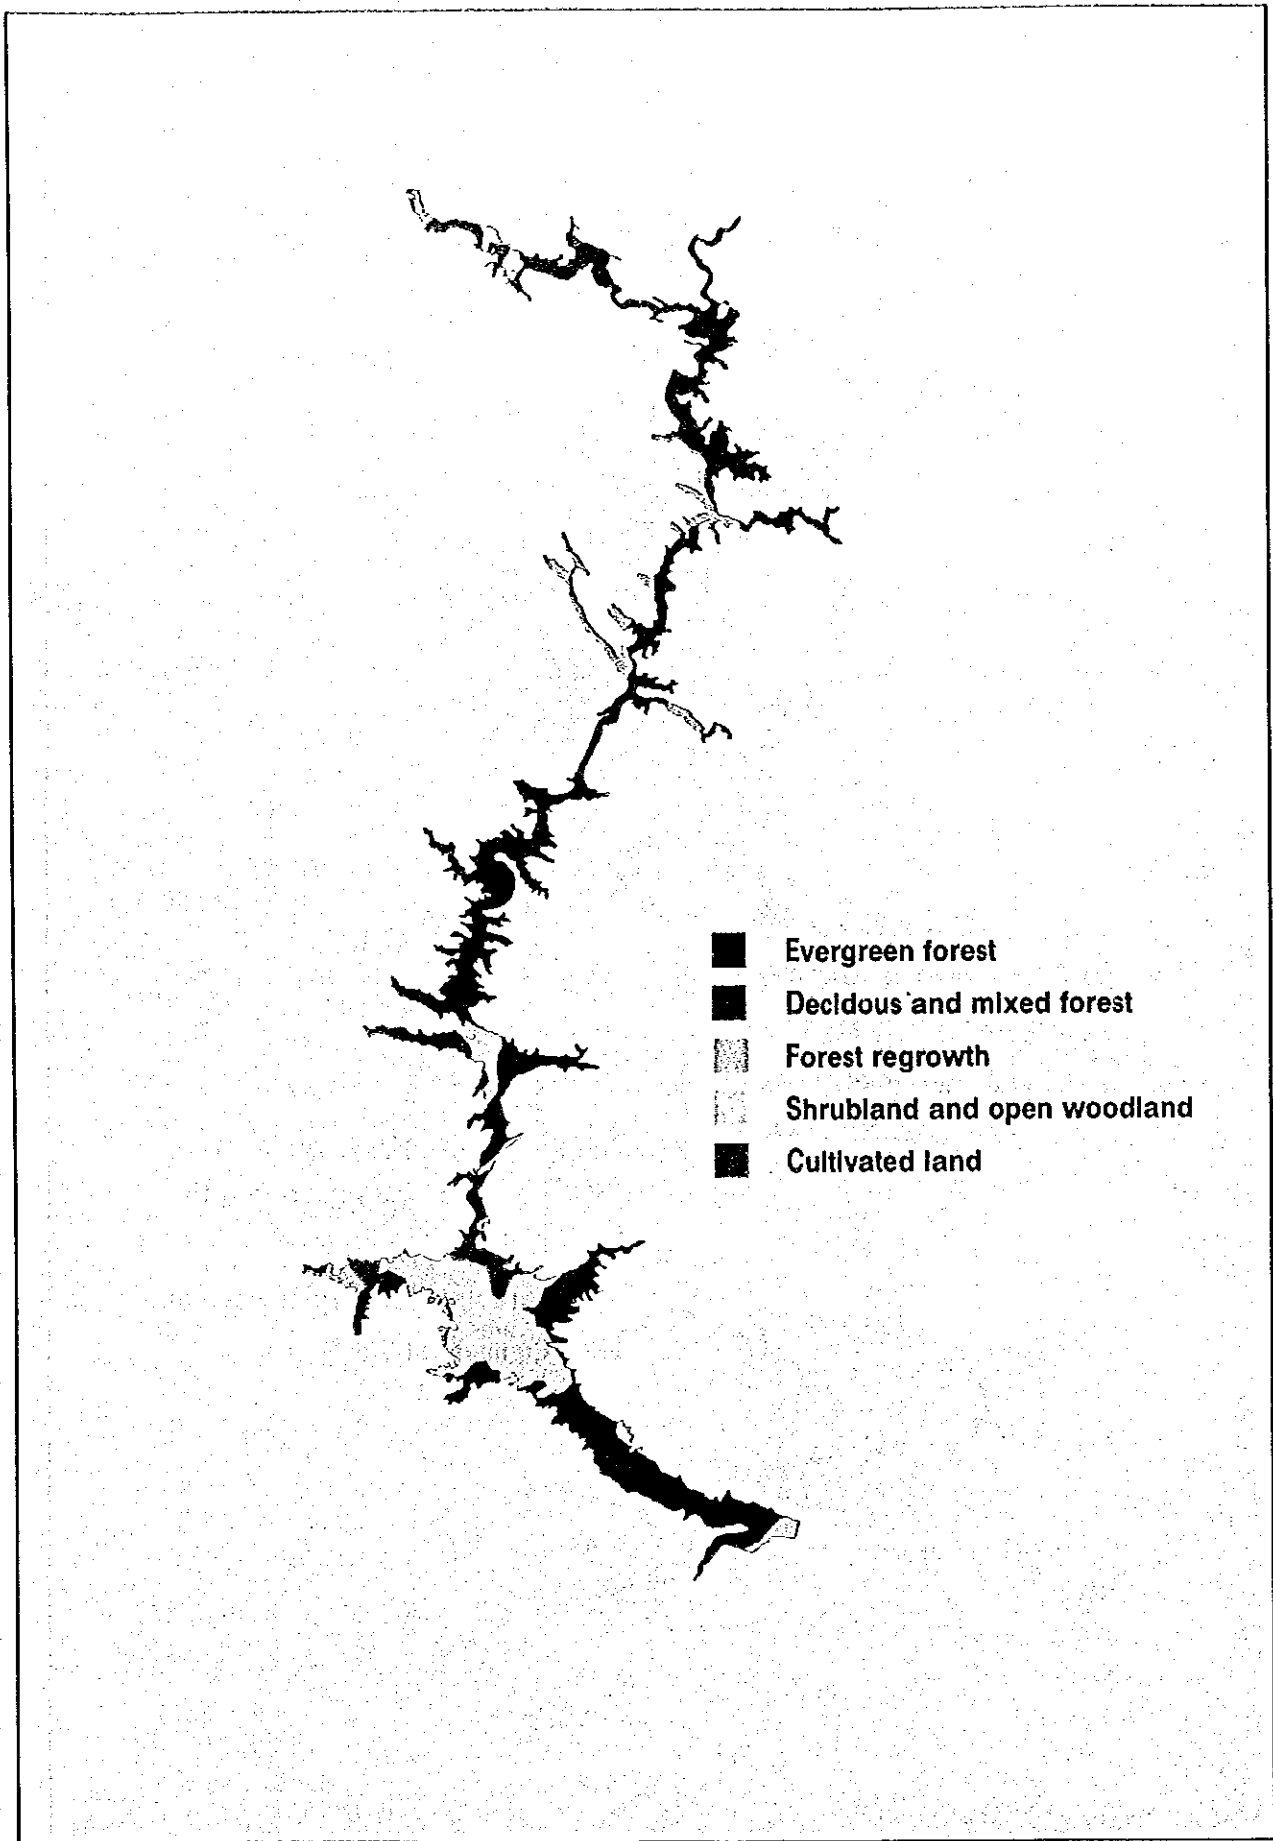 Evergreen forest
Decidous and mixed forest
Forest regrowth
Shrubland and open woodland
Cultivated land